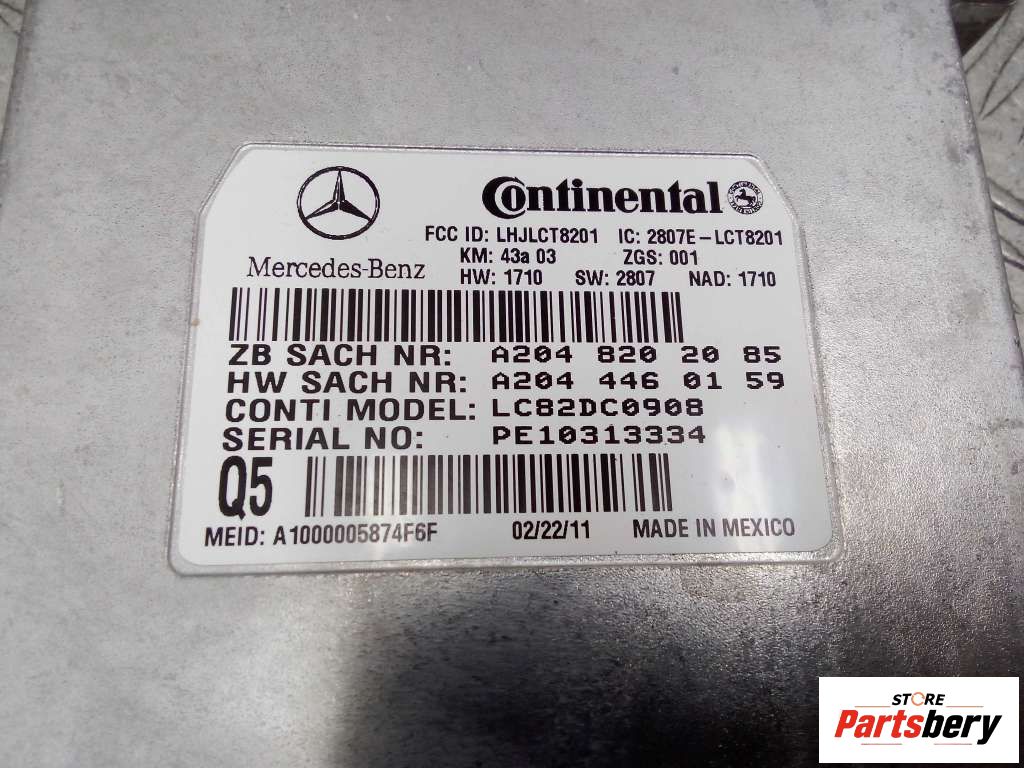 Continental
FCC ID: LHJLCT8201 IC: 2807E-LCT8201
KM: 43a 03 ZGS: 001
Mercedes-Benz
HW: 1710 SW: 2807 NAD: 1710
ZB SACH NR: A204 820 20 85
HW SACH NR: A204 446 01 59
CONTI MODEL: LC82DC0908
SERIAL NO: PE10313334
Q5
MEID: A1000005874F6F 02/22/11 MADE IN MEXICO
STORE
Partsbery